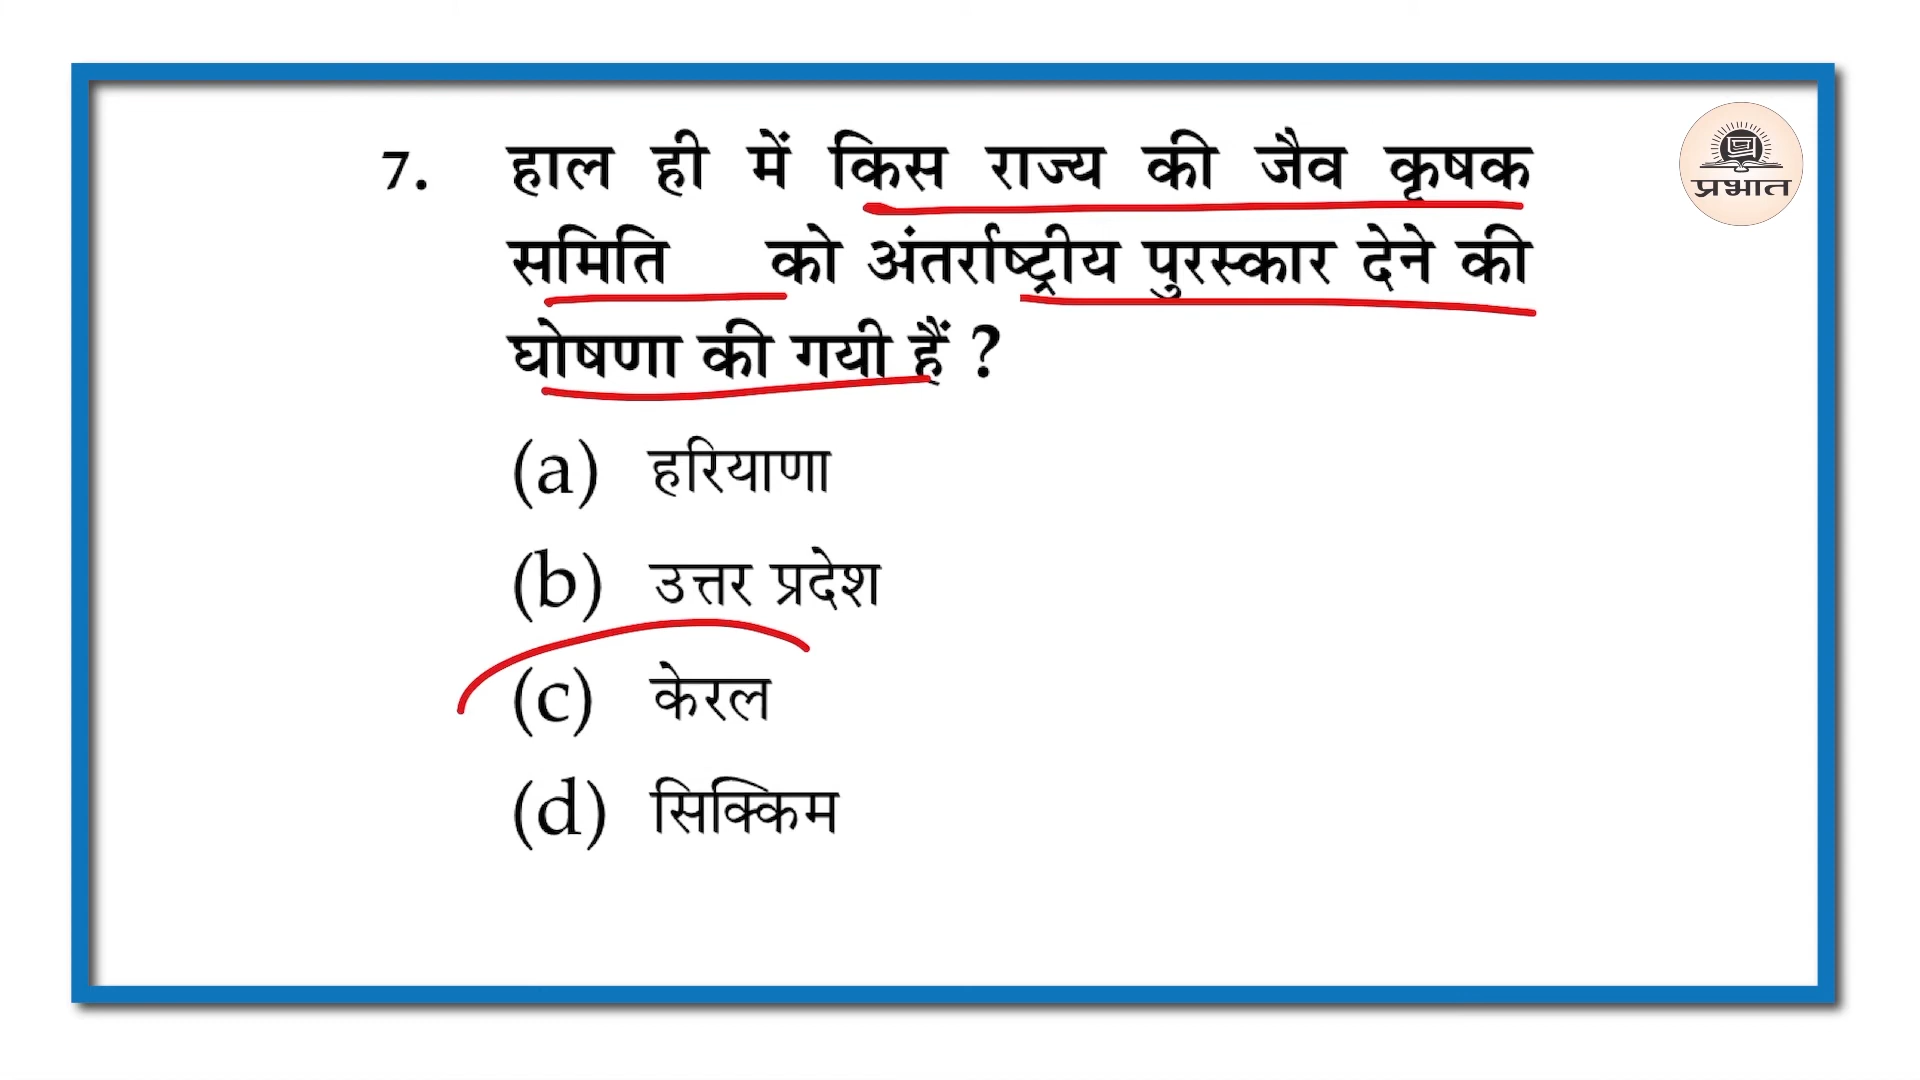 7. हाल ही में किस राज्य की जैव कृषक
समिति को अंतर्राष्ट्रीय पुरस्कार देने की
घोषणा की गयी हैं ?
(a) हरियाणा
(b) उत्तर प्रदेश
(c) केरल
(d) सिक्किम
प्रभात